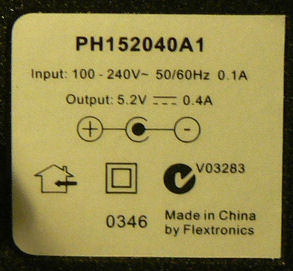 PH152040A1
Input: 100 - 240V~ 50/60Hz 0.1A
Output: 5.2V ⎓ 0.4A
+ -
V03283
0346 Made in China
by Flextronics